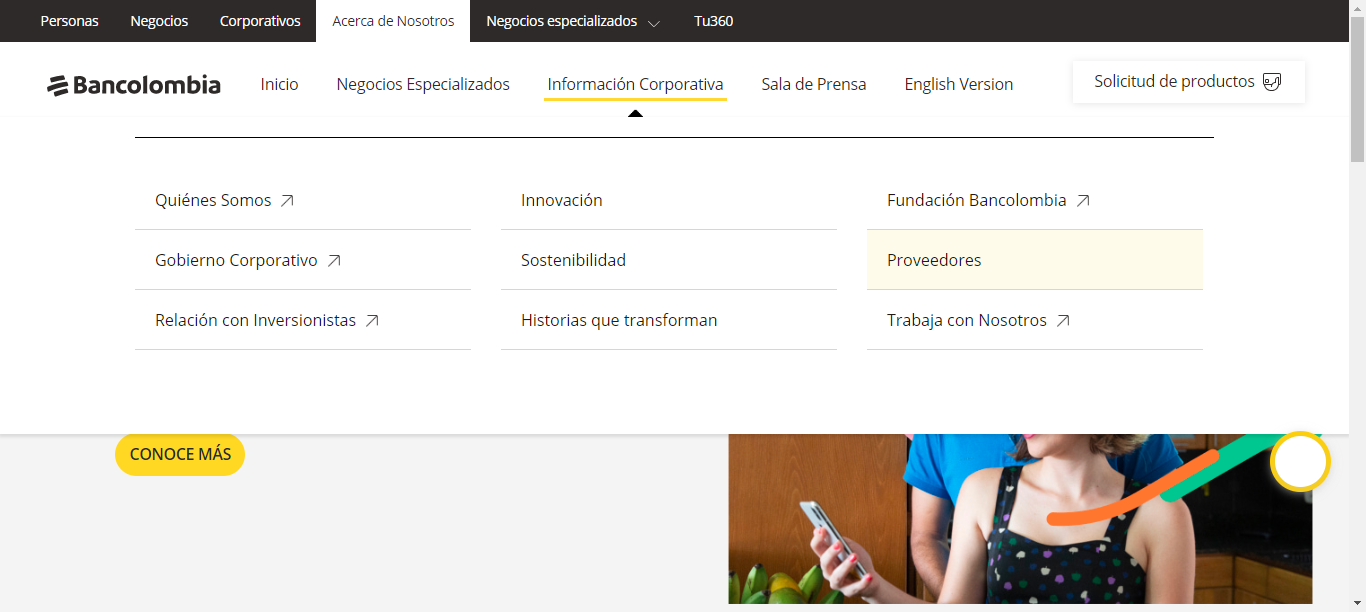 Personas Negocios Corporativos Acerca de Nosotros Negocios especializados Tu360
Bancolombia Inicio Negocios Especializados Información Corporativa Sala de Prensa English Version Solicitud de productos
Quiénes Somos Innovación Fundación Bancolombia
Gobierno Corporativo Sostenibilidad Proveedores
Relación con Inversionistas Historias que transforman Trabaja con Nosotros
CONOCE MÁS